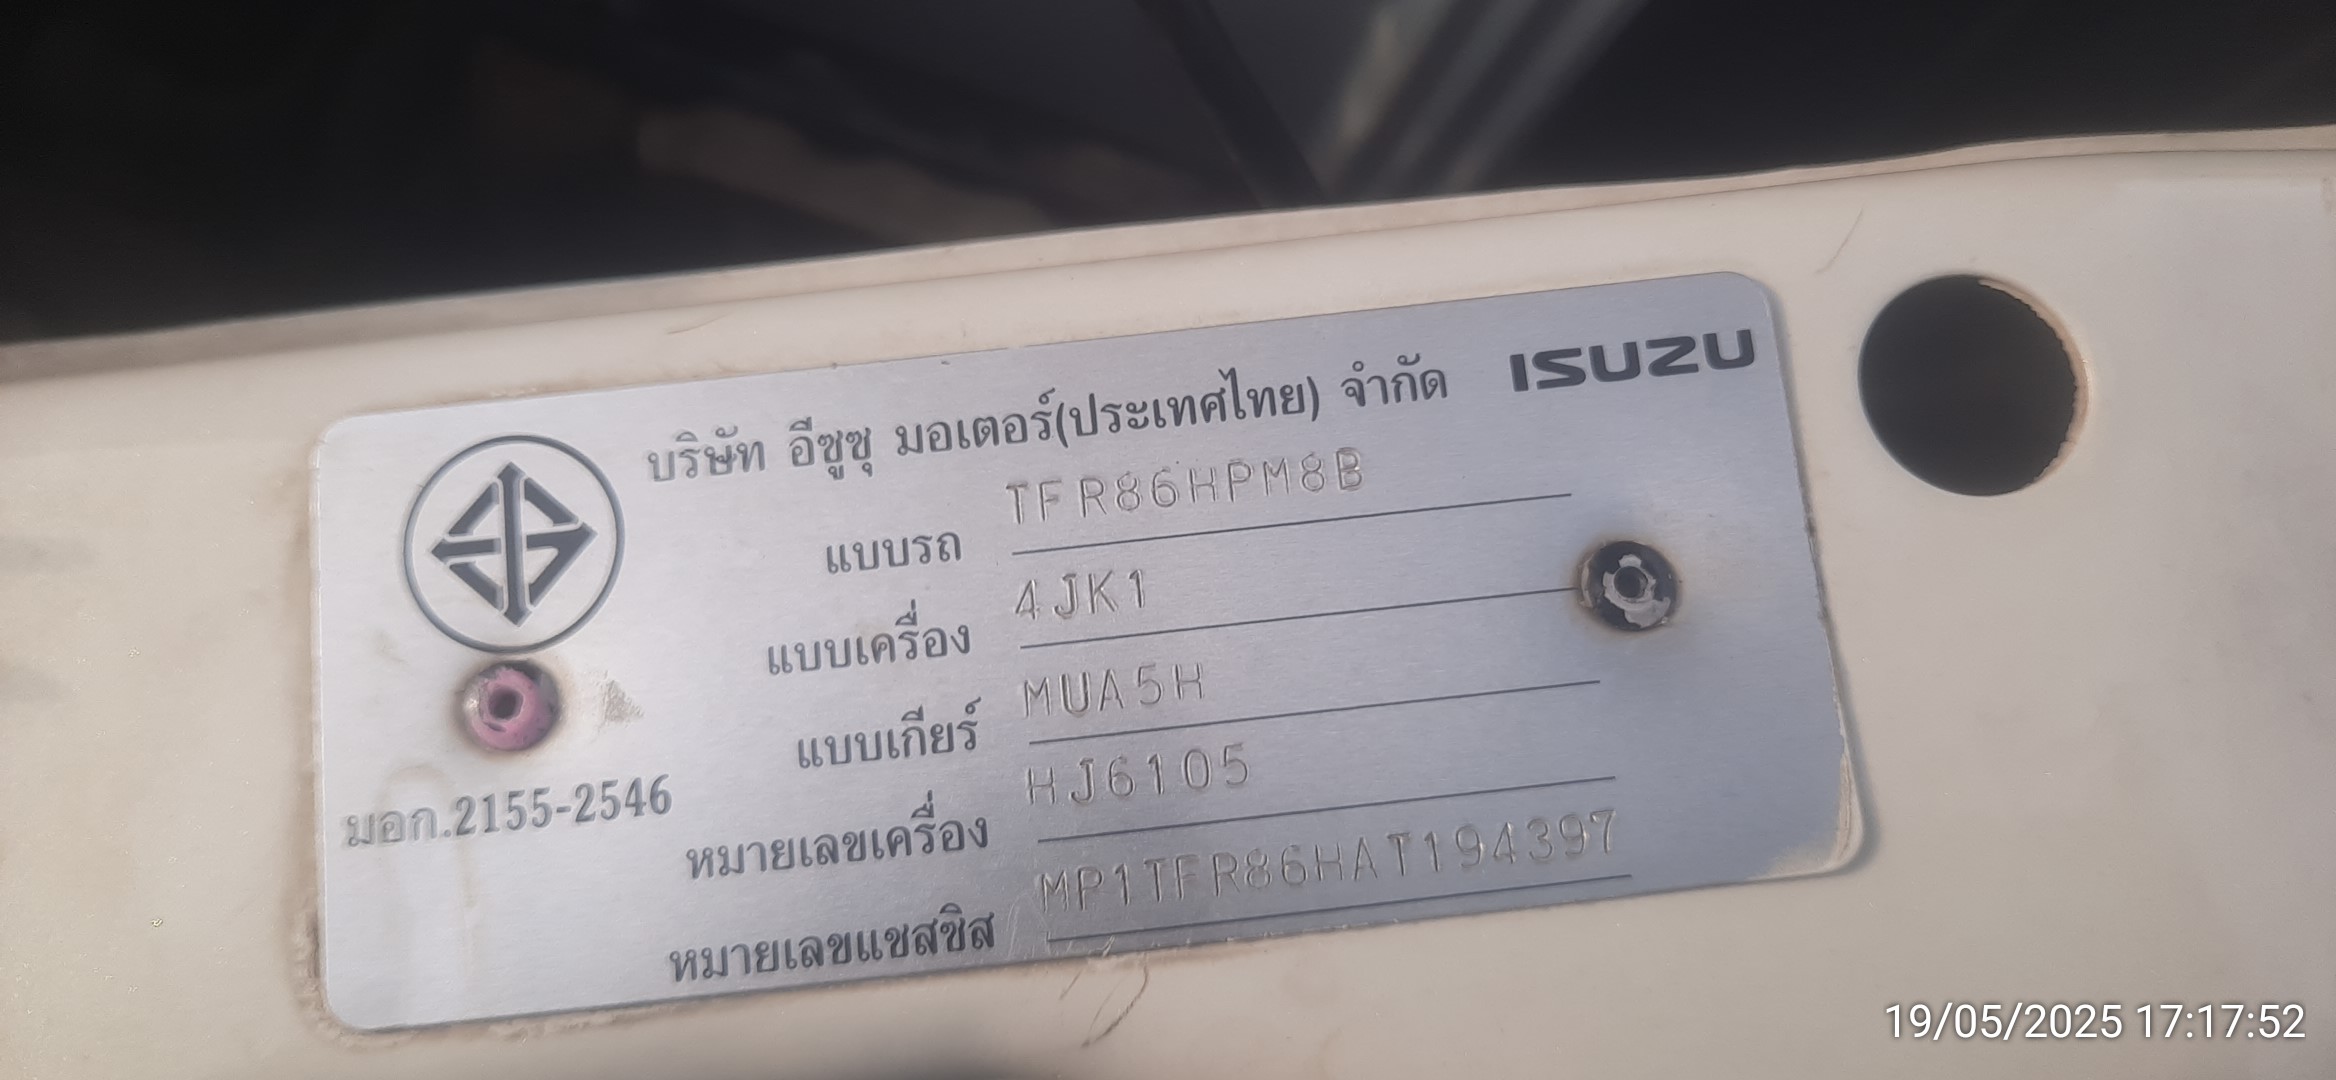 บริษัท อีซูซุ มอเตอร์(ประเทศไทย) จำกัด ISUZU
แบบรถ TFR86HPM8B
แบบเครื่อง 4JK1
แบบเกียร์ MUA5H
มอก.2155-2546
หมายเลขเครื่อง HJ6105
หมายเลขแชสซิส MP1TFR86HAT194397
19/05/2025 17:17:52